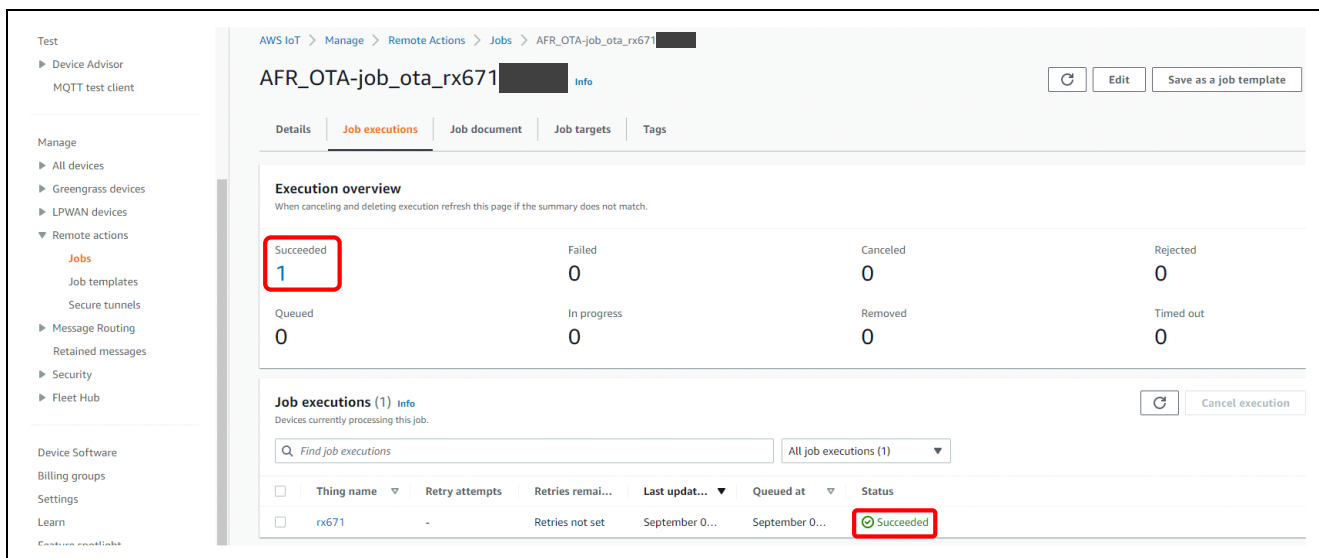 Test
Device Advisor
MQTT test client
Manage
All devices
Greengrass devices
LPWAN devices
Remote actions
Jobs
Job templates
Secure tunnels
Message Routing
Retained messages
Security
Fleet Hub
Device Software
Billing groups
Settings
Learn
Feature spotlight
AWS IoT > Manage > Remote Actions > Jobs > AFR_OTA-job_ota_rx671
AFR_OTA-job_ota_rx671 Info
Edit Save as a job template
Details Job executions Job document Job targets Tags
Execution overview
When canceling and deleting execution refresh this page if the summary does not match.
Succeeded Failed Canceled Rejected
1 0 0 0
Queued In progress Removed Timed out
0 0 0 0
Job executions (1) Info
Cancel execution
Devices currently processing this job.
Find job executions All job executions (1)
Thing name Retry attempts Retries remai... Last updat... Queued at Status
rx671 - Retries not set September 0... September 0... Succeeded